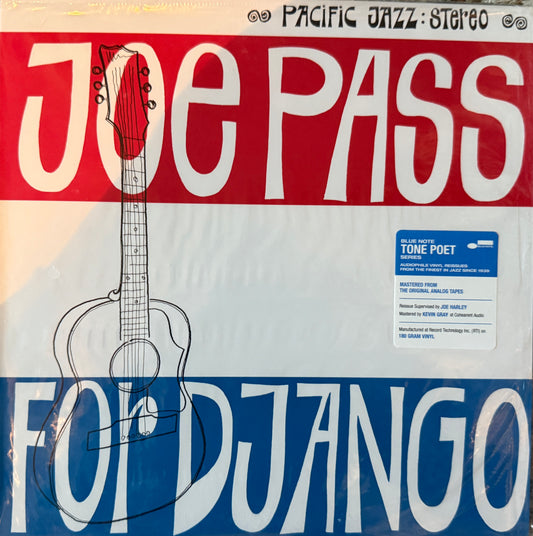 PACIFIC JAZZ: STEREO
JOE PASS
BLUE NOTE
TONE POET
SERIES
AUDIOPHILE VINYL REISSUES
FROM THE FINEST IN JAZZ SINCE 1939
MASTERED FROM
THE ORIGINAL ANALOG TAPES
Reissue Supervised by JOE HARLEY
Mastered by KEVIN GRAY at Cohearent Audio
Manufactured at Record Technology Inc. (RTI) on
180 GRAM VINYL
FOr DJANGO